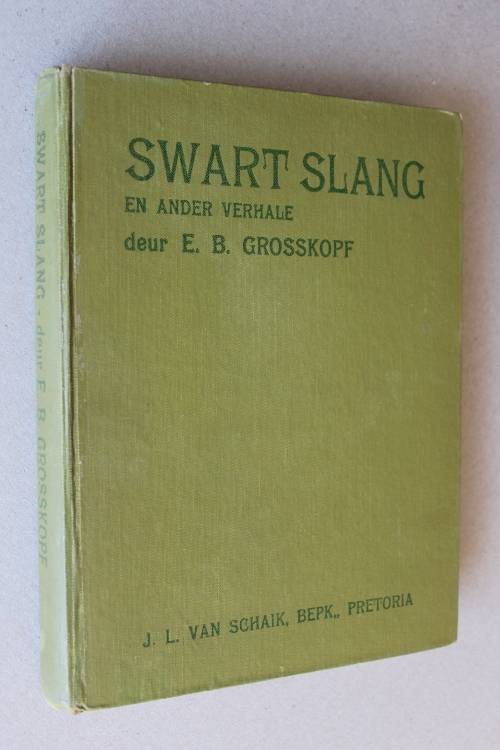 SWART SLANG
EN ANDER VERHALE
deur E. B. GROSSKOPF
J. L. VAN SCHAIK, BEPK., PRETORIA
SWART SLANG - deur E B GROSSKOPF